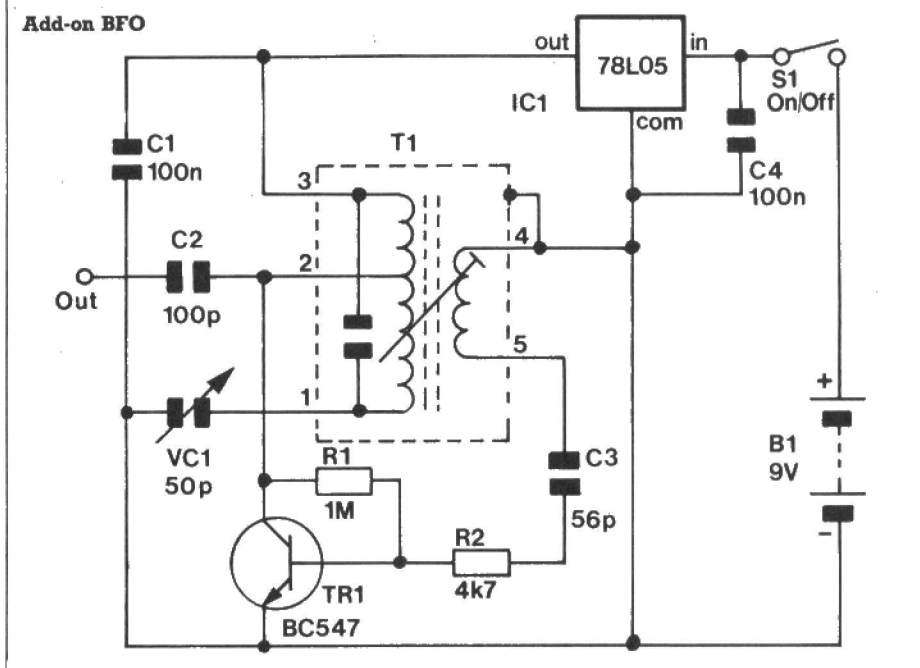 Add-on BFO
out
in
78L05
IC1
com
S1
On/Off
C1
100n
T1
C4
100n
3
C2
2
4
Out
100p
5
1
VC1
50p
R1
1M
C3
56p
+
B1
9V
-
R2
4k7
TR1
BC547